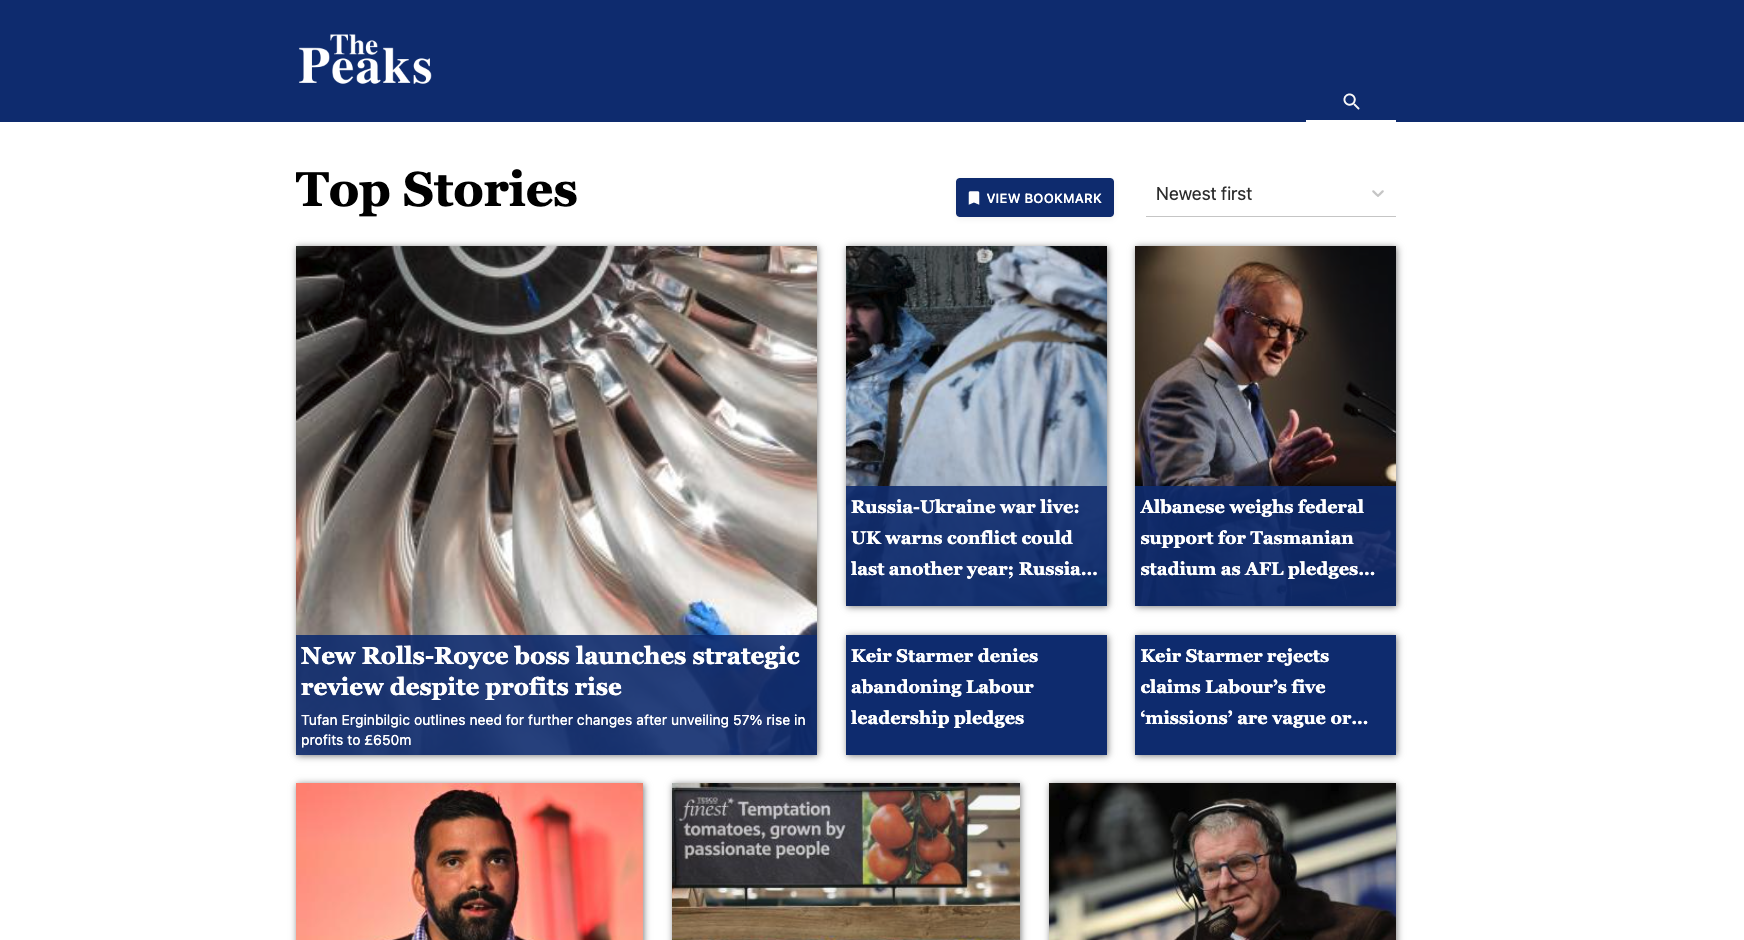 The
Peaks
Top Stories
VIEW BOOKMARK
Newest first
New Rolls-Royce boss launches strategic
review despite profits rise
Tufan Erginbilgic outlines need for further changes after unveiling 57% rise in
profits to £650m
Russia-Ukraine war live:
UK warns conflict could
last another year; Russia...
Albanese weighs federal
support for Tasmanian
stadium as AFL pledges...
Keir Starmer denies
abandoning Labour
leadership pledges
Keir Starmer rejects
claims Labour’s five
‘missions’ are vague or...
TESCO
finest* Temptation
tomatoes, grown by
passionate people